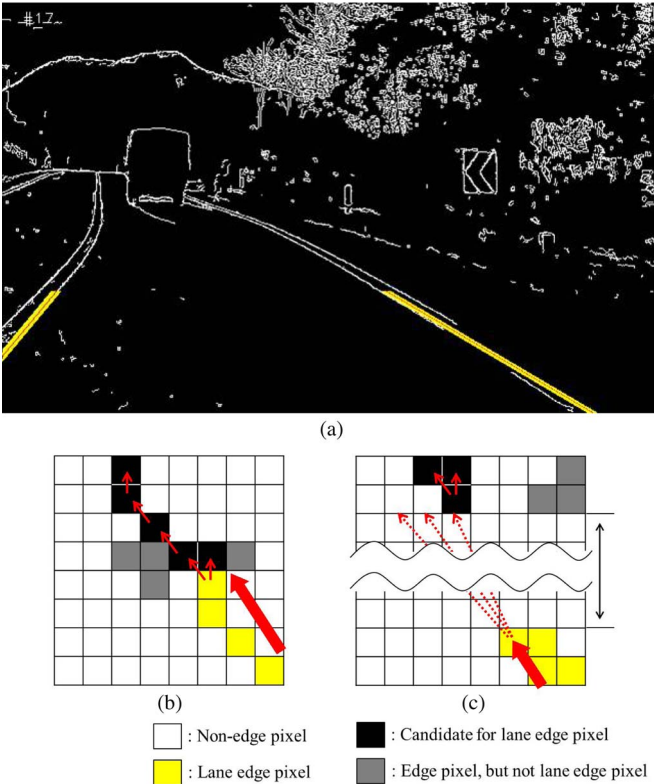 #17
(a)
(b)
(c)
: Non-edge pixel
: Candidate for lane edge pixel
: Lane edge pixel
: Edge pixel, but not lane edge pixel